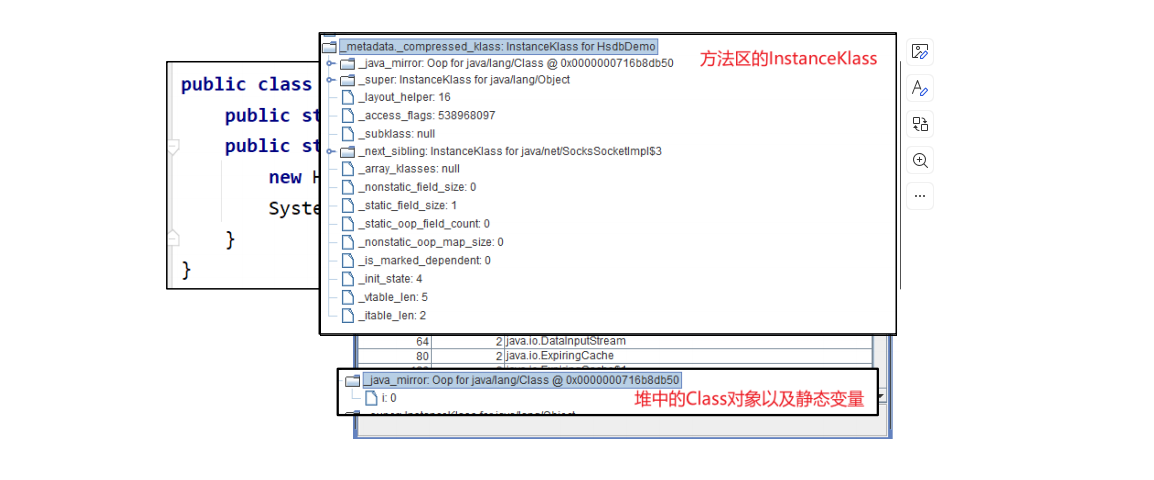 _metadata._compressed_klass: InstanceKlass for HsdbDemo
方法区的InstanceKlass
_java_mirror: Oop for java/lang/Class @ 0x0000000716b8db50
_super: InstanceKlass for java/lang/Object
_layout_helper: 16
_access_flags: 538968097
_subklass: null
_next_sibling: InstanceKlass for java/net/SocksSocketImpl$3
_array_klasses: null
_nonstatic_field_size: 0
_static_field_size: 1
_static_oop_field_count: 0
_nonstatic_oop_map_size: 0
_is_marked_dependent: 0
_init_state: 4
_vtable_len: 5
_itable_len: 2
public class
public st
public st
new H
Syste
}
}
64 2 java.io.DataInputStream
80 2 java.io.ExpiringCache
_java_mirror: Oop for java/lang/Class @ 0x0000000716b8db50
i: 0
堆中的Class对象以及静态变量